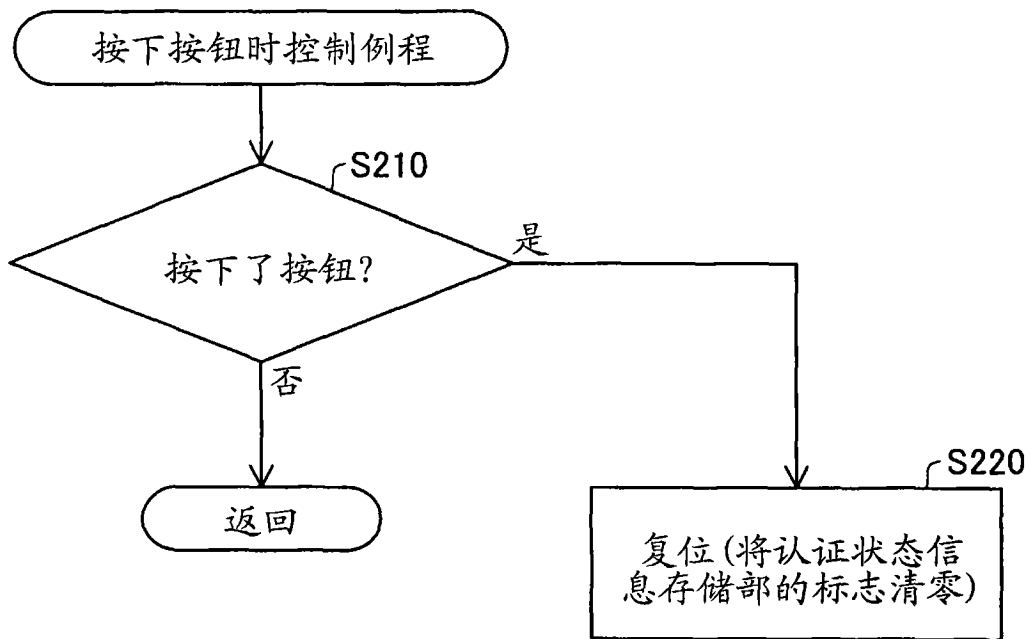 按下按钮时控制例程
S210
按下了按钮?
是
否
返回
S220
复位(将认证状态信
息存储部的标志清零)